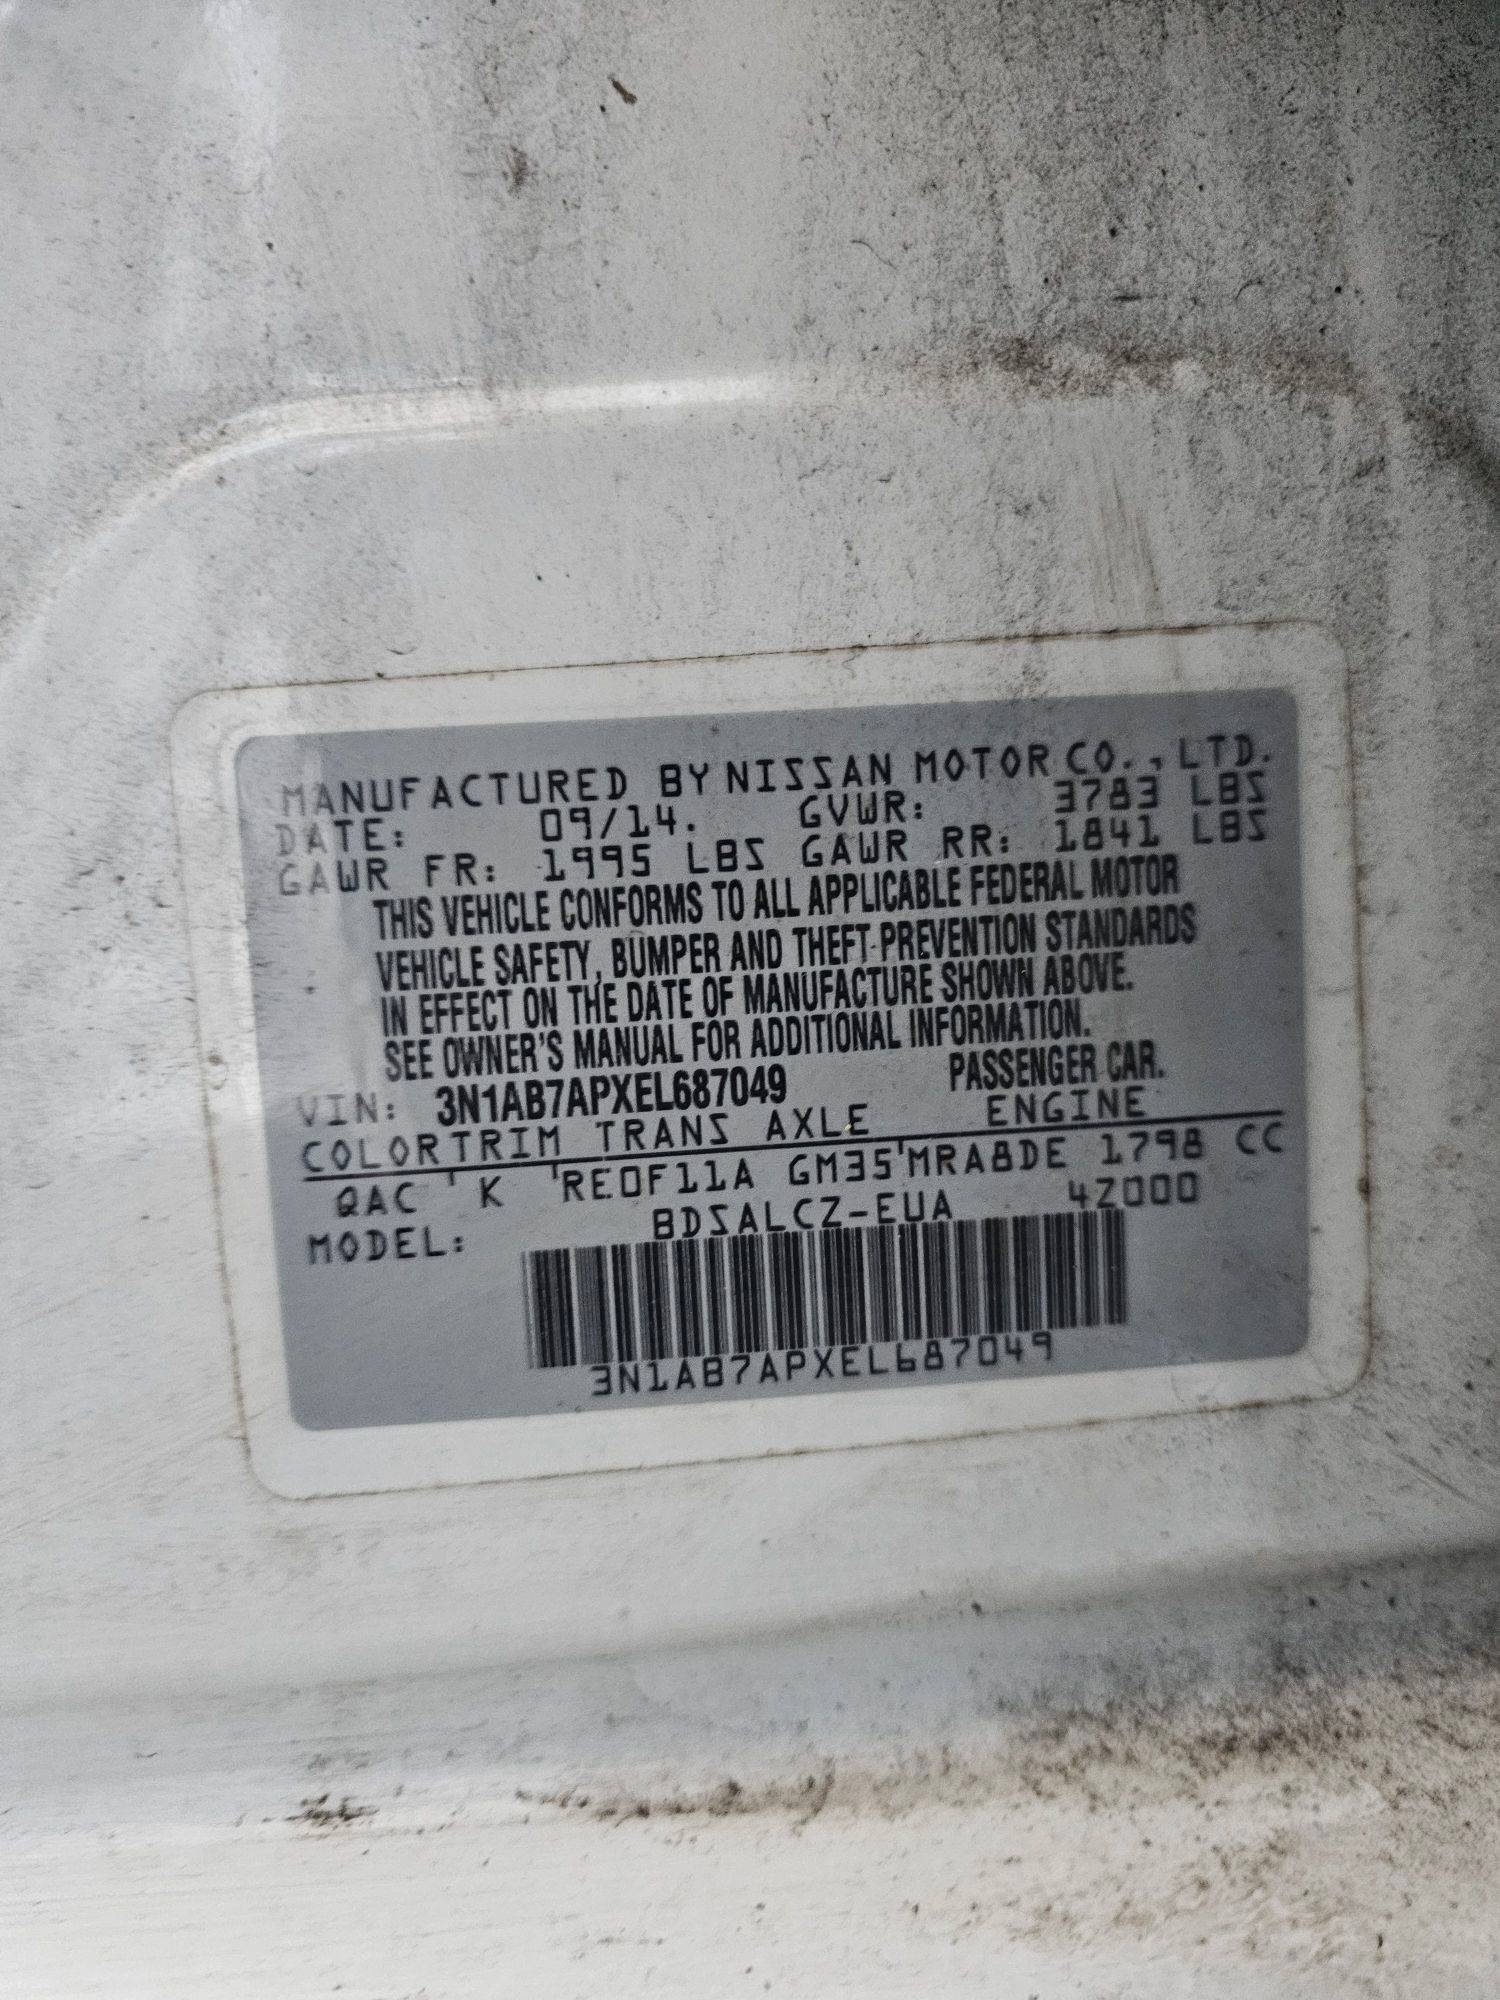 MANUFACTURED BY NISSAN MOTOR CO.,LTD.
DATE: 09/14. GVWR: 3783 LBS
GAWR FR: 1995 LBS GAWR RR: 1841 LBS
THIS VEHICLE CONFORMS TO ALL APPLICABLE FEDERAL MOTOR
VEHICLE SAFETY, BUMPER AND THEFT PREVENTION STANDARDS
IN EFFECT ON THE DATE OF MANUFACTURE SHOWN ABOVE.
SEE OWNER'S MANUAL FOR ADDITIONAL INFORMATION.
VIN: 3N1AB7APXEL687049 PASSENGER CAR.
COLORTRIM TRANS AXLE ENGINE
QAC K RE0F11A GM35 MRA8DE 1798 CC
MODEL: BDSALCZ-EUA 4Z000
3N1AB7APXEL687049